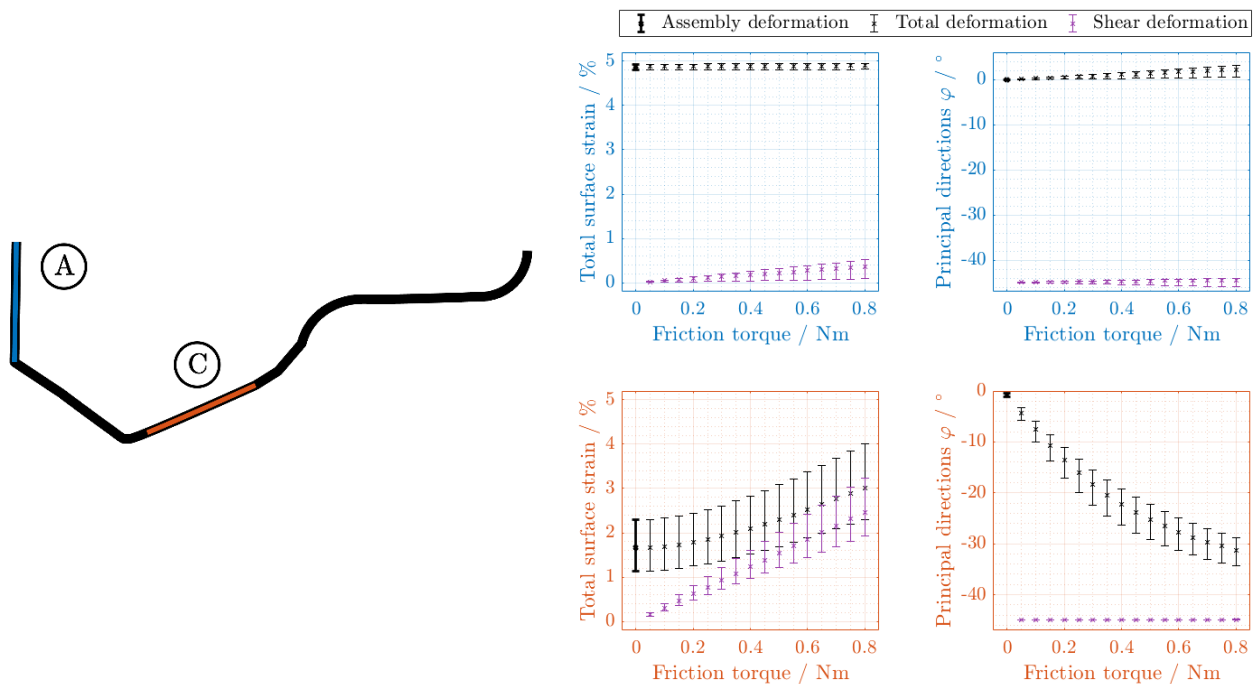 Assembly deformation Total deformation Shear deformation
A
C
Total surface strain / %
5
4
3
2
1
0
0 0.2 0.4 0.6 0.8
Friction torque / Nm
Principal directions φ / °
0
-10
-20
-30
-40
0 0.2 0.4 0.6 0.8
Friction torque / Nm
Total surface strain / %
5
4
3
2
1
0
0 0.2 0.4 0.6 0.8
Friction torque / Nm
Principal directions φ / °
0
-10
-20
-30
-40
0 0.2 0.4 0.6 0.8
Friction torque / Nm